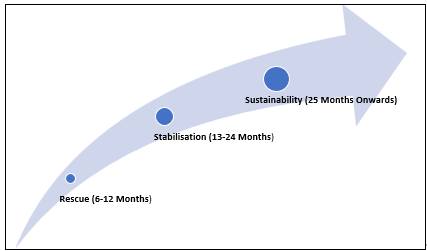 Sustainability (25 Months Onwards)
Stabilisation (13-24 Months)
Rescue (6-12 Months)